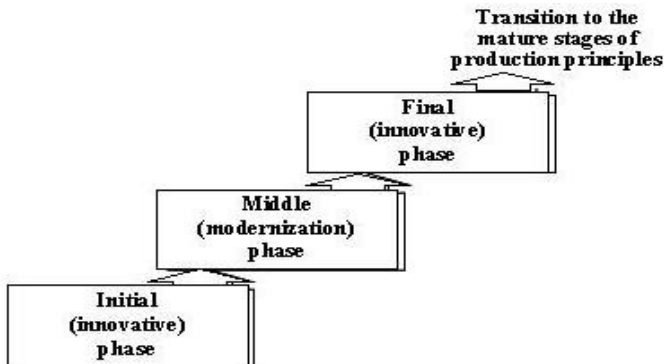 Transition to the
mature stages of
production principles
Final
(innovative)
phase
Middle
(modernization)
phase
Initial
(innovative)
phase